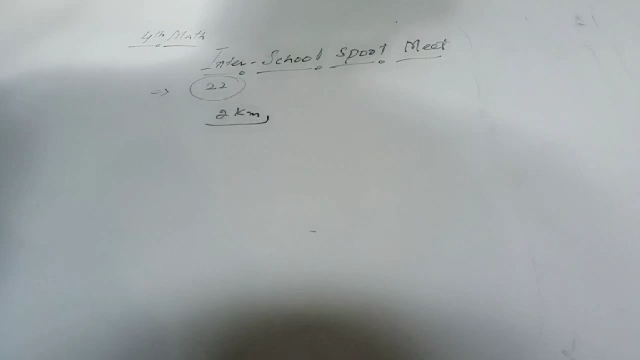 4th Math
Inter-School Sport Meet
⇒ 22
2 km